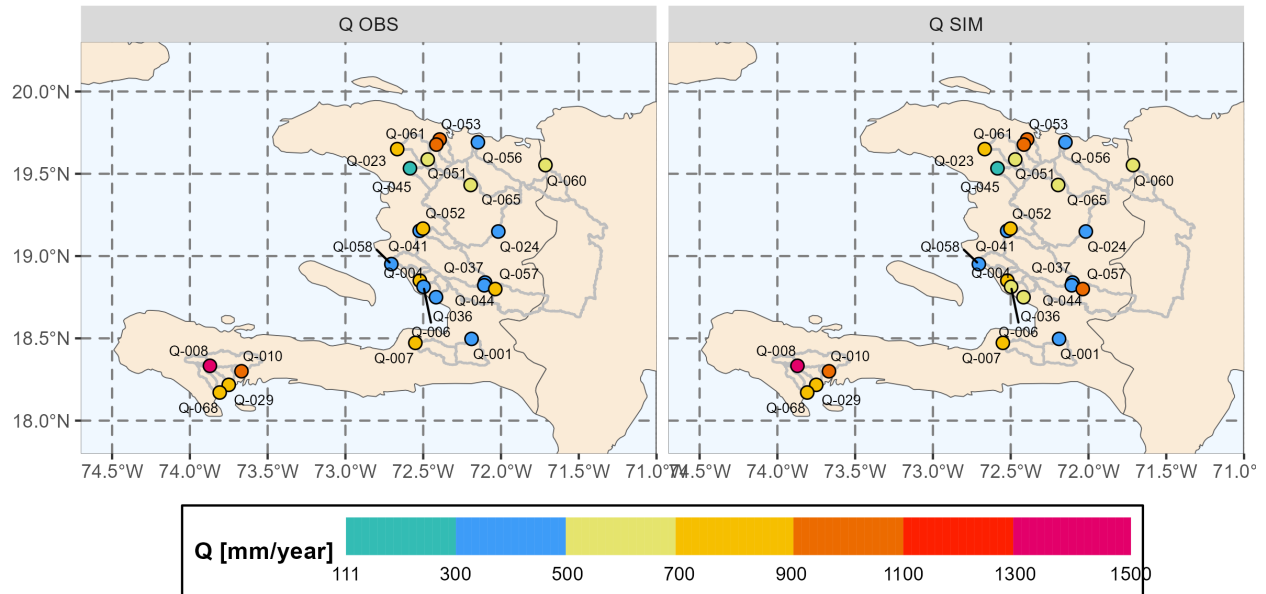 Q OBS Q SIM
20.0°N
Q-053 Q-053
Q-061 Q-061
Q-023 Q-056 Q-023 Q-056
19.5°N Q-051 Q-051
Q-045 Q-060 Q-045 Q-060
Q-065 Q-065
Q-052 Q-052
19.0°N Q-058 Q-041 Q-024 Q-058 Q-041 Q-024
Q-004 Q-037 Q-057 Q-004 Q-037 Q-057
Q-044 Q-044
Q-036 Q-036
18.5°N Q-006 Q-006
Q-008 Q-010 Q-007 Q-001 Q-008 Q-010 Q-007 Q-001
Q-068 Q-029 Q-068 Q-029
18.0°N
74.5°W 74.0°W 73.5°W 73.0°W 72.5°W 72.0°W 71.5°W 71.0°W 74.5°W 74.0°W 73.5°W 73.0°W 72.5°W 72.0°W 71.5°W 71.0°
Q [mm/year]
111 300 500 700 900 1100 1300 1500